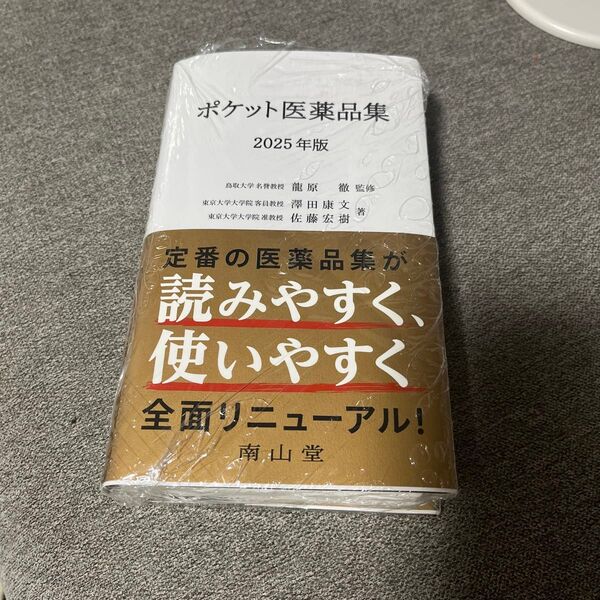 ポケット医薬品集
2025年版
鳥取大学名誉教授 龍原 徹 監修
東京大学大学院客員教授 澤田康文
著
東京大学大学院准教授 佐藤宏樹
定番の医薬品集が
読みやすく、
使いやすく
全面リニューアル!
南山堂